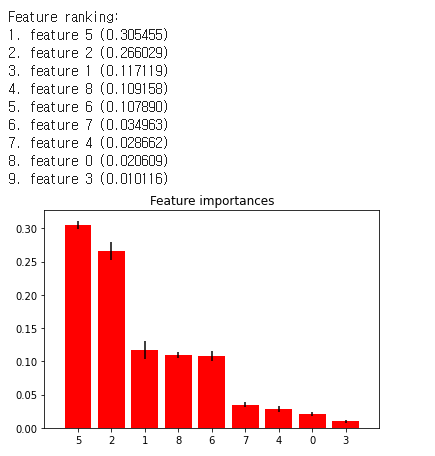 Feature ranking:
1. feature 5 (0.305455)
2. feature 2 (0.266029)
3. feature 1 (0.117119)
4. feature 8 (0.109158)
5. feature 6 (0.107890)
6. feature 7 (0.034963)
7. feature 4 (0.028662)
8. feature 0 (0.020609)
9. feature 3 (0.010116)
Feature importances
0.30
0.25
0.20
0.15
0.10
0.05
0.00
5 2 1 8 6 7 4 0 3